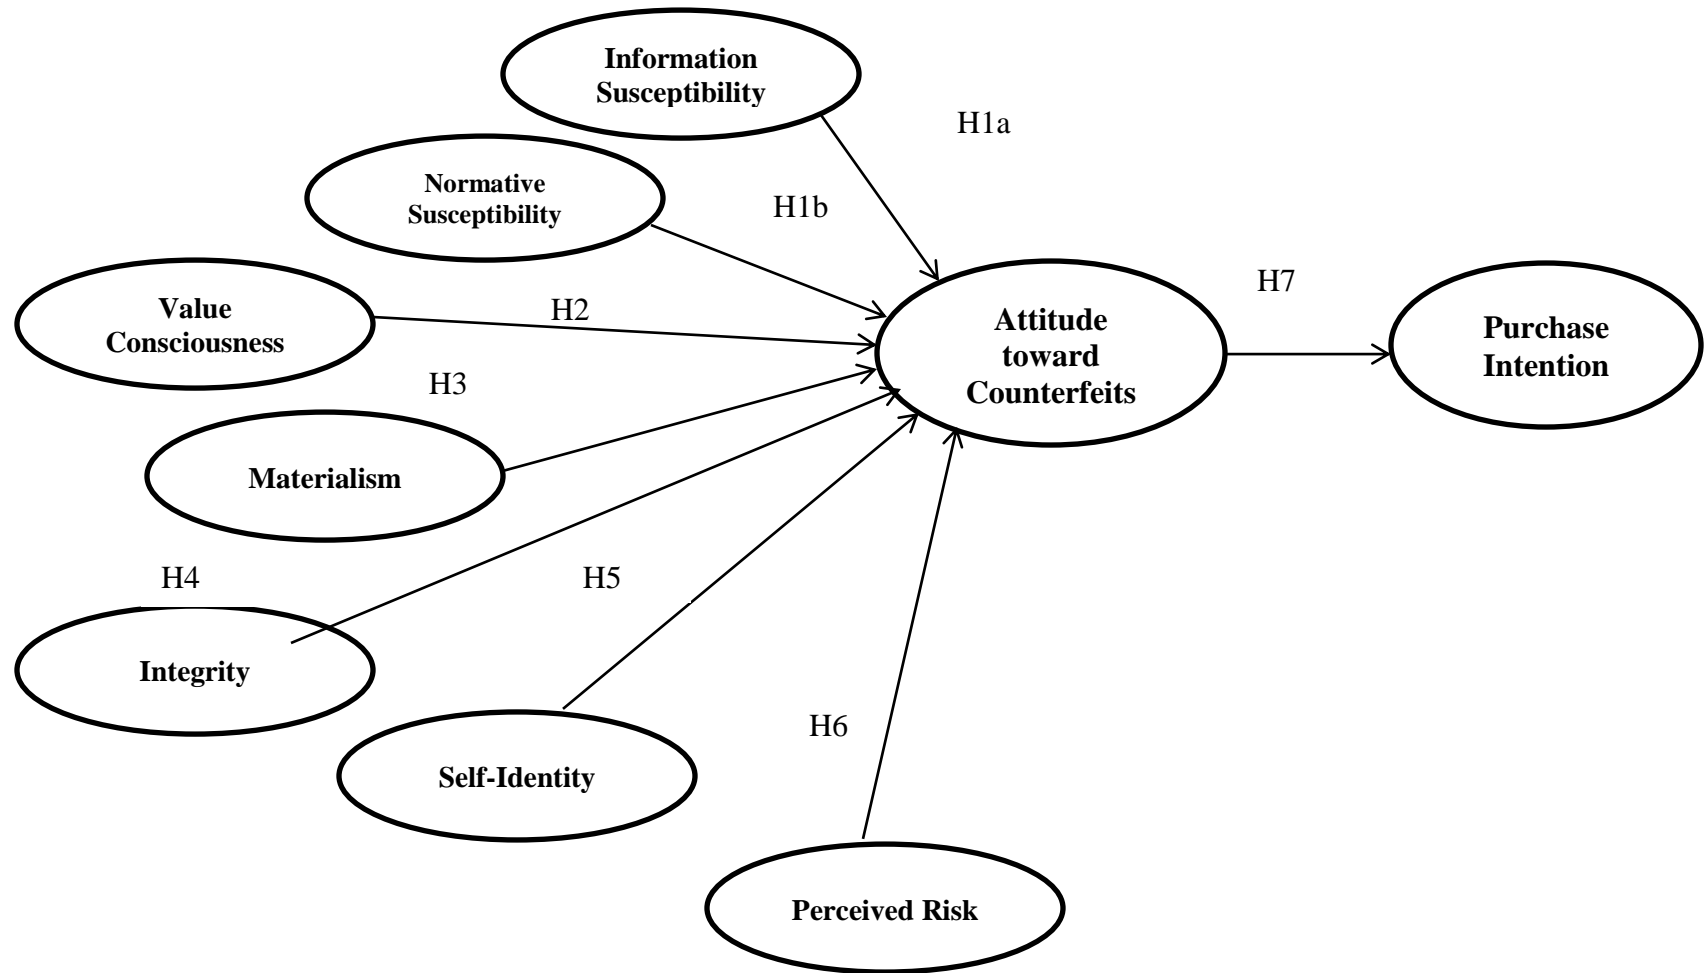 Information
Susceptibility
H1a
Normative
Susceptibility
H1b
Value
Consciousness
H2
H7
Attitude
toward
Counterfeits
Purchase
Intention
H3
Materialism
H4
H5
Integrity
Self-Identity
H6
Perceived Risk